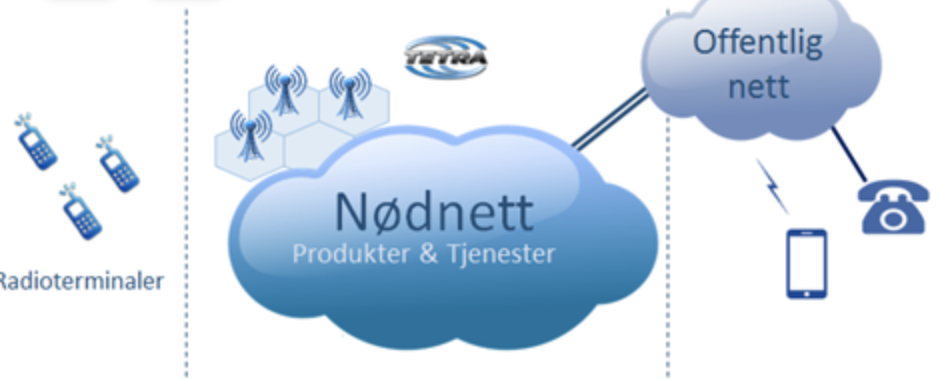 TETRA
Offentlig
nett
Nødnett
Produkter & Tjenester
Radioterminaler